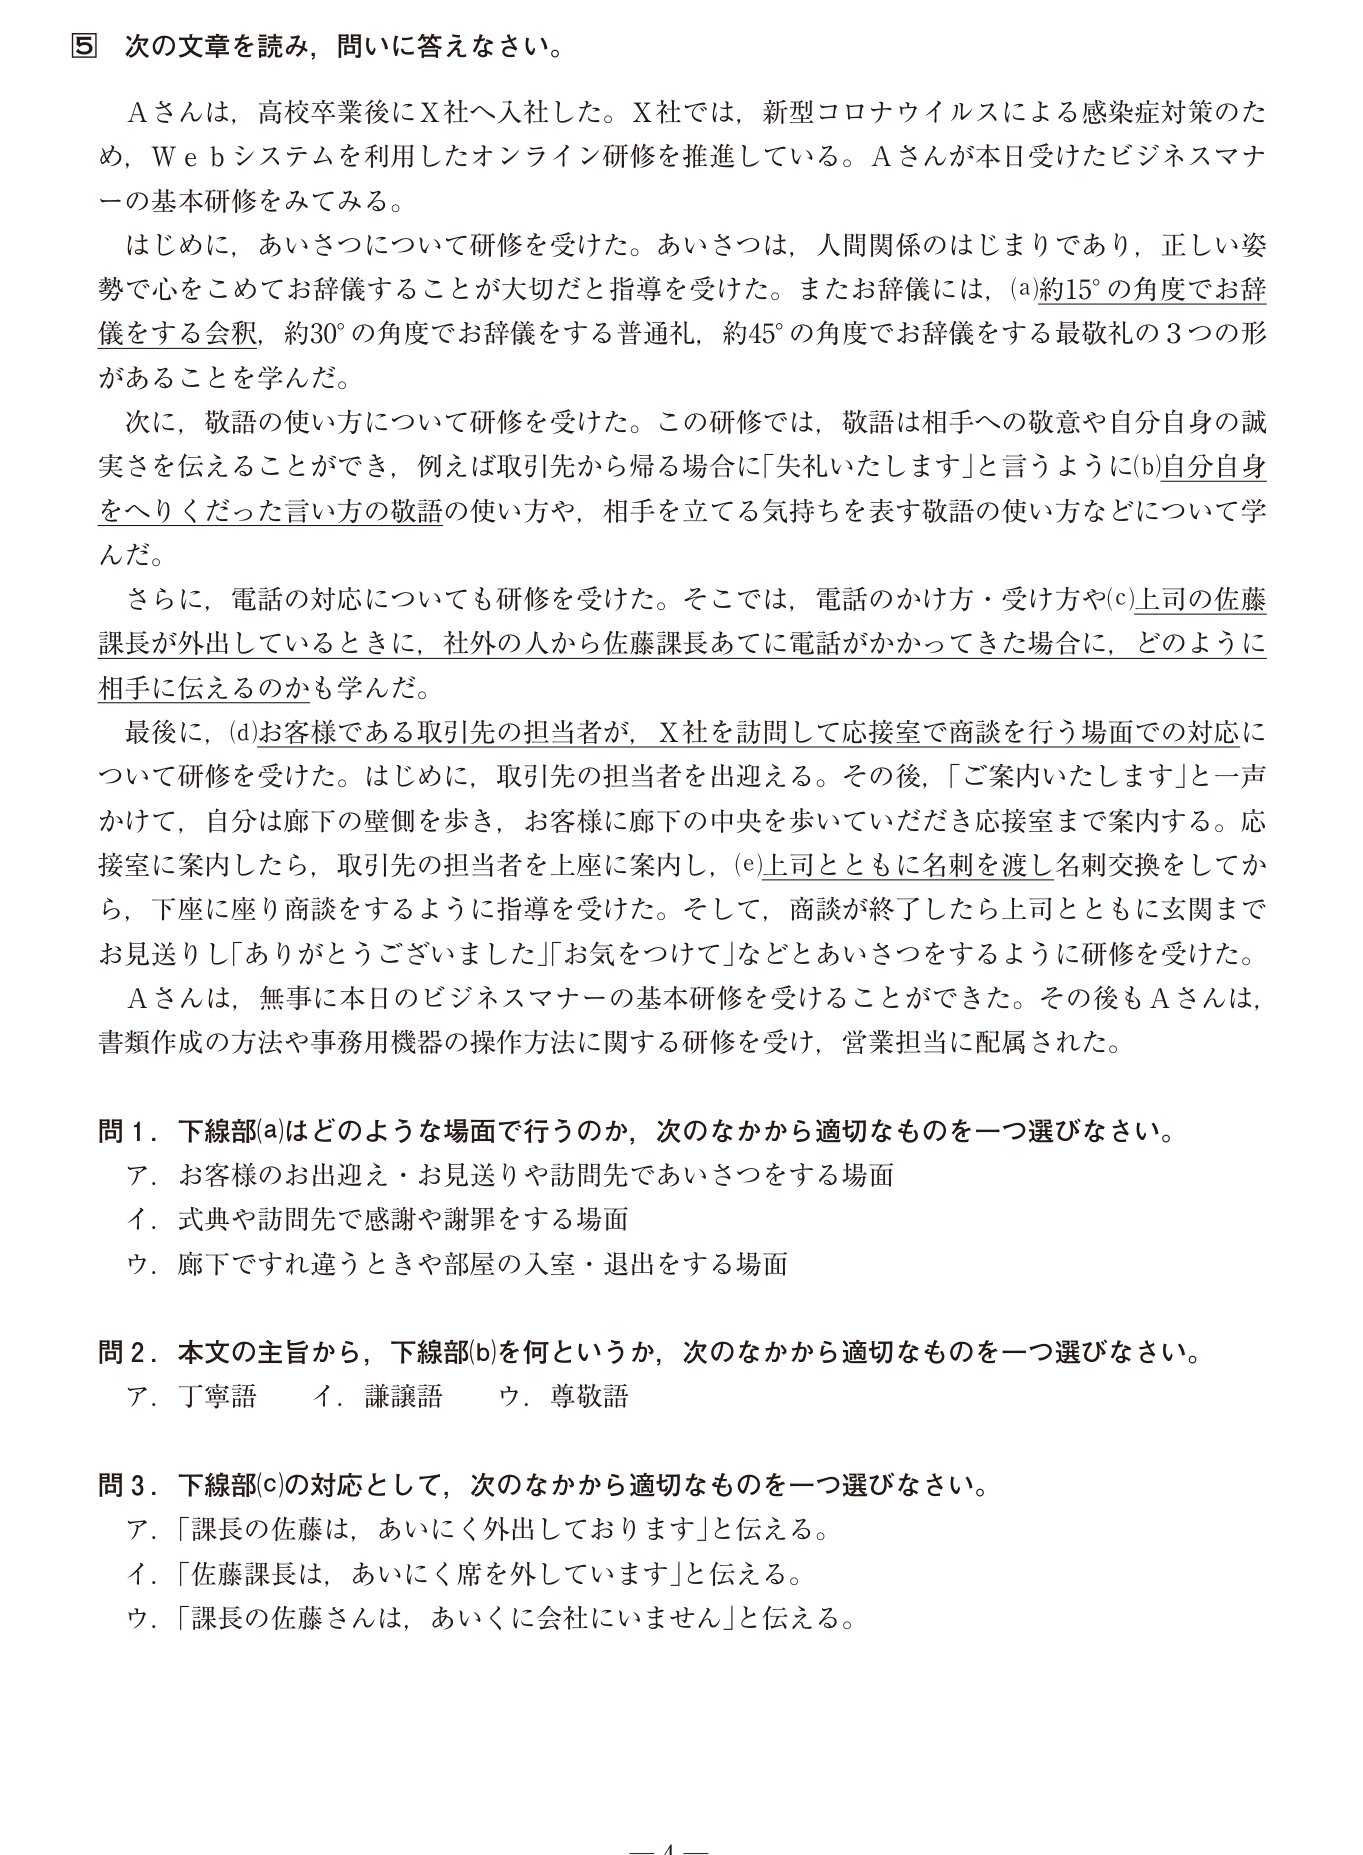 5 次の文章を読み，問いに答えなさい。
Ａさんは，高校卒業後にＸ社へ入社した。Ｘ社では，新型コロナウイルスによる感染症対策のた
め，Ｗｅｂシステムを利用したオンライン研修を推進している。Ａさんが本日受けたビジネスマナ
ーの基本研修をみてみる。
はじめに，あいさつについて研修を受けた。あいさつは，人間関係のはじまりであり，正しい姿
勢で心をこめてお辞儀することが大切だと指導を受けた。またお辞儀には，(a)約15°の角度でお辞
儀をする会釈，約30°の角度でお辞儀をする普通礼，約45°の角度でお辞儀をする最敬礼の３つの形
があることを学んだ。
次に，敬語の使い方について研修を受けた。この研修では，敬語は相手への敬意や自分自身の誠
実さを伝えることができ，例えば取引先から帰る場合に「失礼いたします」と言うように(b)自分自身
をへりくだった言い方の敬語の使い方や，相手を立てる気持ちを表す敬語の使い方などについて学
んだ。
さらに，電話の対応についても研修を受けた。そこでは，電話のかけ方・受け方や(c)上司の佐藤
課長が外出しているときに，社外の人から佐藤課長あてに電話がかかってきた場合に，どのように
相手に伝えるのかも学んだ。
最後に，(d)お客様である取引先の担当者が，Ｘ社を訪問して応接室で商談を行う場面での対応に
ついて研修を受けた。はじめに，取引先の担当者を出迎える。その後，「ご案内いたします」と一声
かけて，自分は廊下の壁側を歩き，お客様に廊下の中央を歩いていだだき応接室まで案内する。応
接室に案内したら，取引先の担当者を上座に案内し，(e)上司とともに名刺を渡し名刺交換をしてか
ら，下座に座り商談をするように指導を受けた。そして，商談が終了したら上司とともに玄関まで
お見送りし「ありがとうございました」「お気をつけて」などとあいさつをするように研修を受けた。
Ａさんは，無事に本日のビジネスマナーの基本研修を受けることができた。その後もＡさんは，
書類作成の方法や事務用機器の操作方法に関する研修を受け，営業担当に配属された。
問１．下線部(a)はどのような場面で行うのか，次のなかから適切なものを一つ選びなさい。
ア．お客様のお出迎え・お見送りや訪問先であいさつをする場面
イ．式典や訪問先で感謝や謝罪をする場面
ウ．廊下ですれ違うときや部屋の入室・退出をする場面
問２．本文の主旨から，下線部(b)を何というか，次のなかから適切なものを一つ選びなさい。
ア．丁寧語　　イ．謙譲語　　ウ．尊敬語
問３．下線部(c)の対応として，次のなかから適切なものを一つ選びなさい。
ア．「課長の佐藤は，あいにく外出しております」と伝える。
イ．「佐藤課長は，あいにく席を外しています」と伝える。
ウ．「課長の佐藤さんは，あいくに会社にいません」と伝える。
― 4 ―